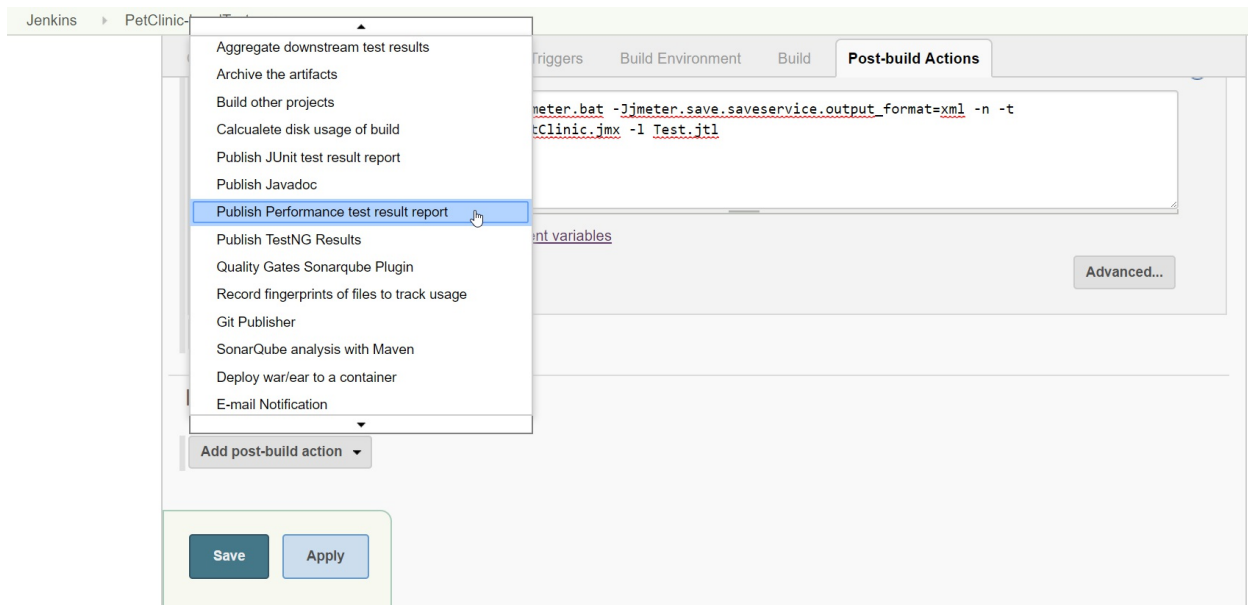 Jenkins PetClinic-
Triggers Build Environment Build Post-build Actions
Aggregate downstream test results
Archive the artifacts
Build other projects
Calcualete disk usage of build
Publish JUnit test result report
Publish Javadoc
Publish Performance test result report
Publish TestNG Results
Quality Gates Sonarqube Plugin
Record fingerprints of files to track usage
Git Publisher
SonarQube analysis with Maven
Deploy war/ear to a container
E-mail Notification
meter.bat -Jjmeter.save.saveservice.output_format=xml -n -t
tClinic.jmx -l Test.jtl
ent variables
Advanced...
Add post-build action
Save Apply